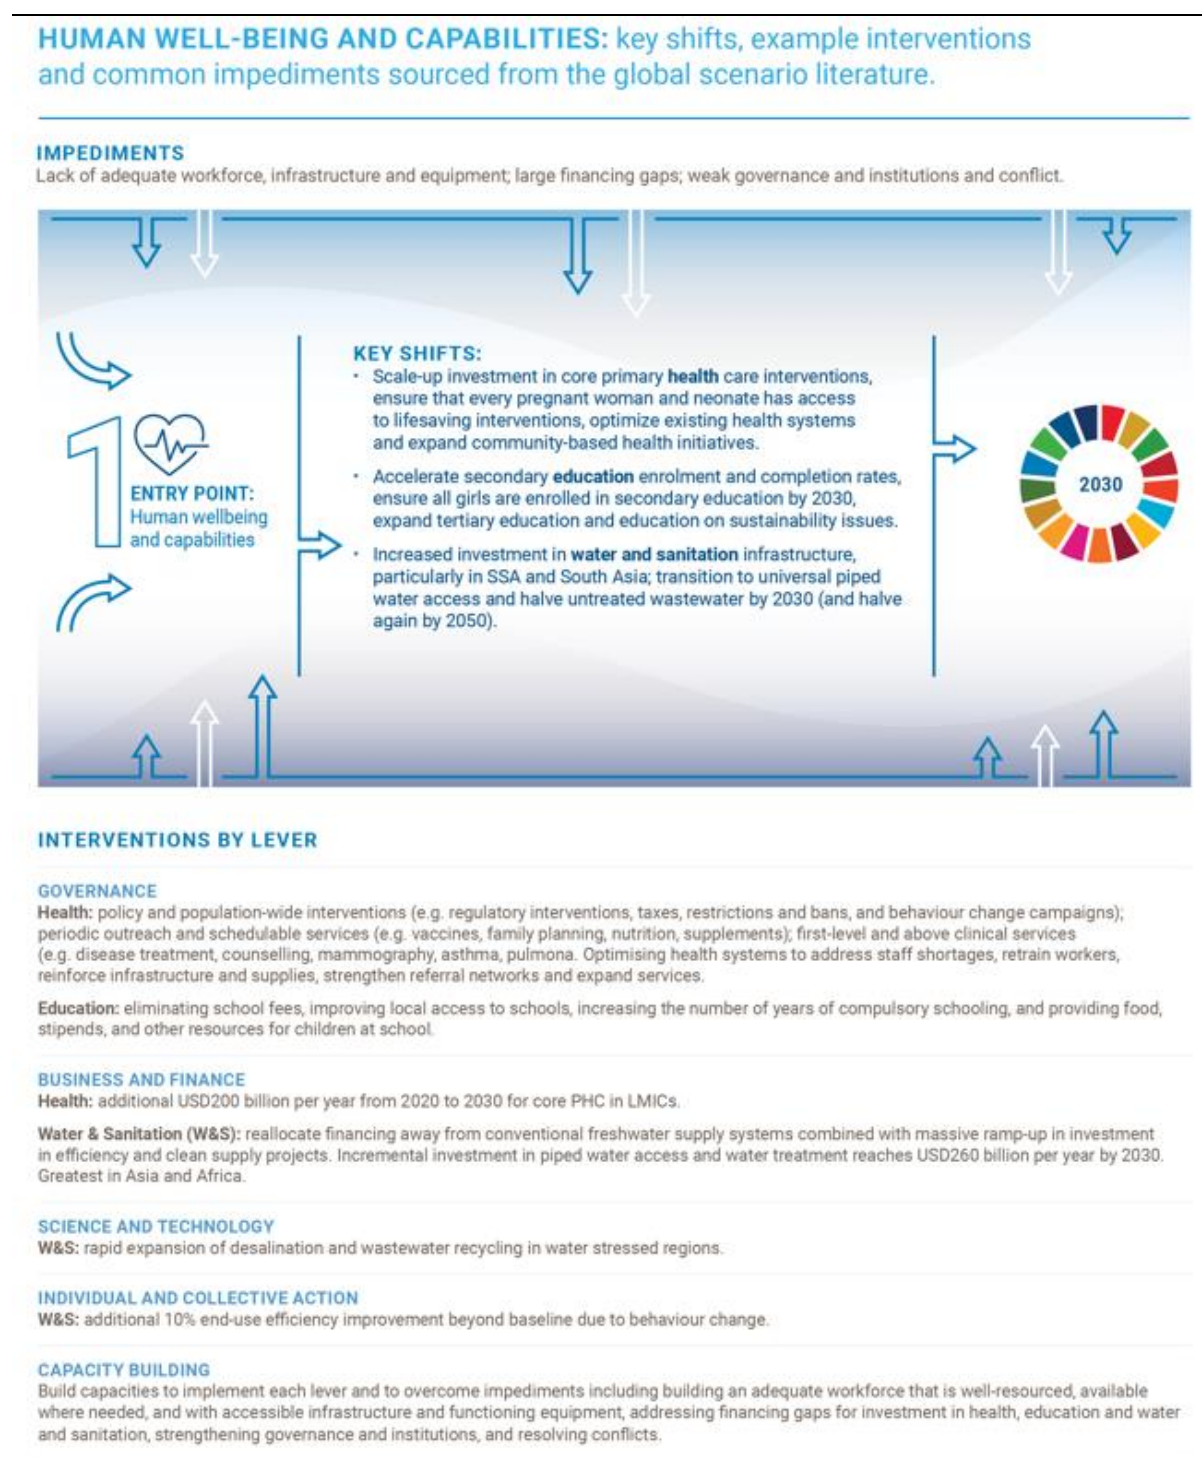 HUMAN WELL-BEING AND CAPABILITIES: key shifts, example interventions
and common impediments sourced from the global scenario literature.
IMPEDIMENTS
Lack of adequate workforce, infrastructure and equipment; large financing gaps; weak governance and institutions and conflict.
1
ENTRY POINT:
Human wellbeing
and capabilities
KEY SHIFTS:
• Scale-up investment in core primary health care interventions,
ensure that every pregnant woman and neonate has access
to lifesaving interventions, optimize existing health systems
and expand community-based health initiatives.
• Accelerate secondary education enrolment and completion rates,
ensure all girls are enrolled in secondary education by 2030,
expand tertiary education and education on sustainability issues.
• Increased investment in water and sanitation infrastructure,
particularly in SSA and South Asia; transition to universal piped
water access and halve untreated wastewater by 2030 (and halve
again by 2050).
2030
INTERVENTIONS BY LEVER
GOVERNANCE
Health: policy and population-wide interventions (e.g. regulatory interventions, taxes, restrictions and bans, and behaviour change campaigns);
periodic outreach and schedulable services (e.g. vaccines, family planning, nutrition, supplements); first-level and above clinical services
(e.g. disease treatment, counselling, mammography, asthma, pulmona. Optimising health systems to address staff shortages, retrain workers,
reinforce infrastructure and supplies, strengthen referral networks and expand services.
Education: eliminating school fees, improving local access to schools, increasing the number of years of compulsory schooling, and providing food,
stipends, and other resources for children at school.
BUSINESS AND FINANCE
Health: additional USD200 billion per year from 2020 to 2030 for core PHC in LMICs.
Water & Sanitation (W&S): reallocate financing away from conventional freshwater supply systems combined with massive ramp-up in investment
in efficiency and clean supply projects. Incremental investment in piped water access and water treatment reaches USD260 billion per year by 2030.
Greatest in Asia and Africa.
SCIENCE AND TECHNOLOGY
W&S: rapid expansion of desalination and wastewater recycling in water stressed regions.
INDIVIDUAL AND COLLECTIVE ACTION
W&S: additional 10% end-use efficiency improvement beyond baseline due to behaviour change.
CAPACITY BUILDING
Build capacities to implement each lever and to overcome impediments including building an adequate workforce that is well-resourced, available
where needed, and with accessible infrastructure and functioning equipment, addressing financing gaps for investment in health, education and water
and sanitation, strengthening governance and institutions, and resolving conflicts.